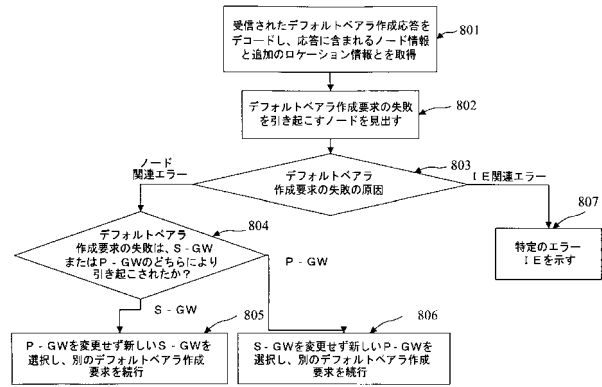 受信されたデフォルトベアラ作成応答を
デコードし、応答に含まれるノード情報
と追加のロケーション情報とを取得
801
デフォルトベアラ作成要求の失敗
を引き起こすノードを見出す
802
ノード
関連エラー
デフォルトベアラ
作成要求の失敗の原因
803
ＩＥ関連エラー
デフォルトベアラ
作成要求の失敗は、Ｓ-ＧＷ
またはＰ-ＧＷのどちらにより
引き起こされたか？
804
Ｐ-ＧＷ
807
特定のエラー
ＩＥを示す
Ｓ-ＧＷ
805
Ｐ-ＧＷを変更せず新しいＳ-ＧＷを
選択し、別のデフォルトベアラ作成
要求を続行
806
Ｓ-ＧＷを変更せず新しいＰ-ＧＷを
選択し、別のデフォルトベアラ作成
要求を続行